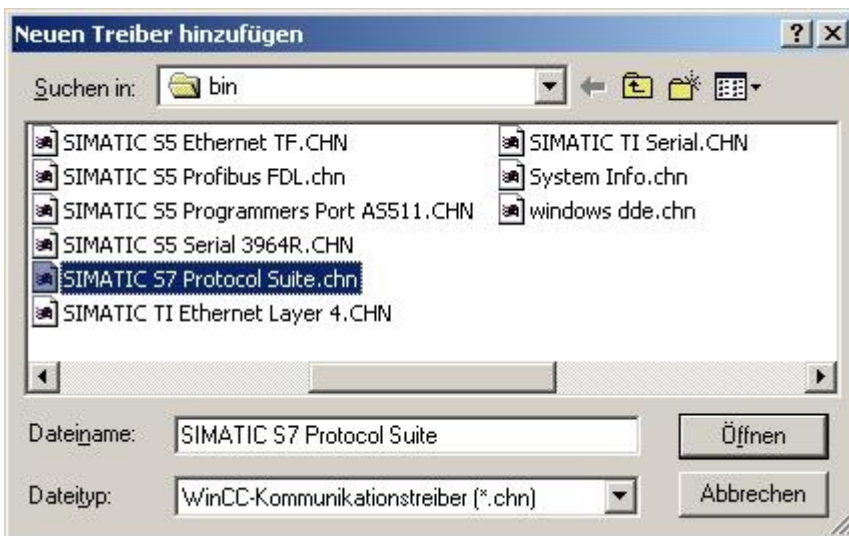 Neuen Treiber hinzufügen
Suchen in: bin
SIMATIC S5 Ethernet TF.CHN
SIMATIC S5 Profibus FDL.chn
SIMATIC S5 Programmers Port AS511.CHN
SIMATIC S5 Serial 3964R.CHN
SIMATIC S7 Protocol Suite.chn
SIMATIC TI Ethernet Layer 4.CHN
SIMATIC TI Serial.CHN
System Info.chn
windows dde.chn
Dateiname: SIMATIC S7 Protocol Suite Öffnen
Dateityp: WinCC-Kommunikationstreiber (*.chn) Abbrechen